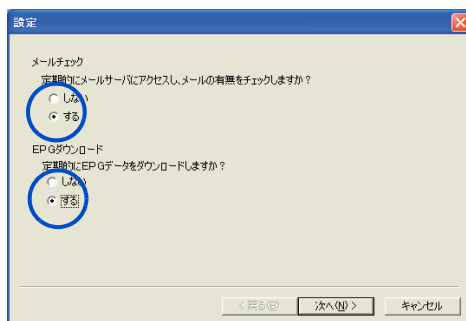 設定
メールチェック
定期的にメールサーバにアクセスし、メールの有無をチェックしますか?
しない
する
EPGダウンロード
定期的にEPGデータをダウンロードしますか?
しない
する
< 戻る(B) 次へ(N) > キャンセル